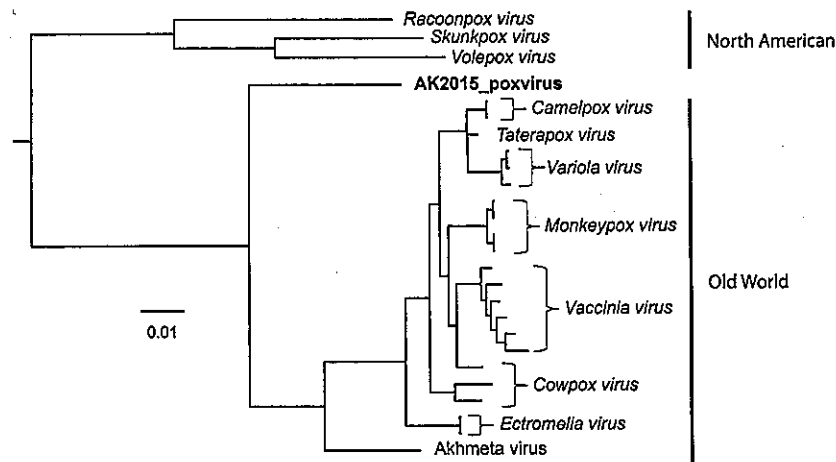 Racoonpox virus
Skunkpox virus
Volepox virus
North American
AK2015_poxvirus
Camelpox virus
Taterapox virus
Variola virus
Monkeypox virus
Old World
Vaccinia virus
0.01
Cowpox virus
Ectromelia virus
Akhmeta virus